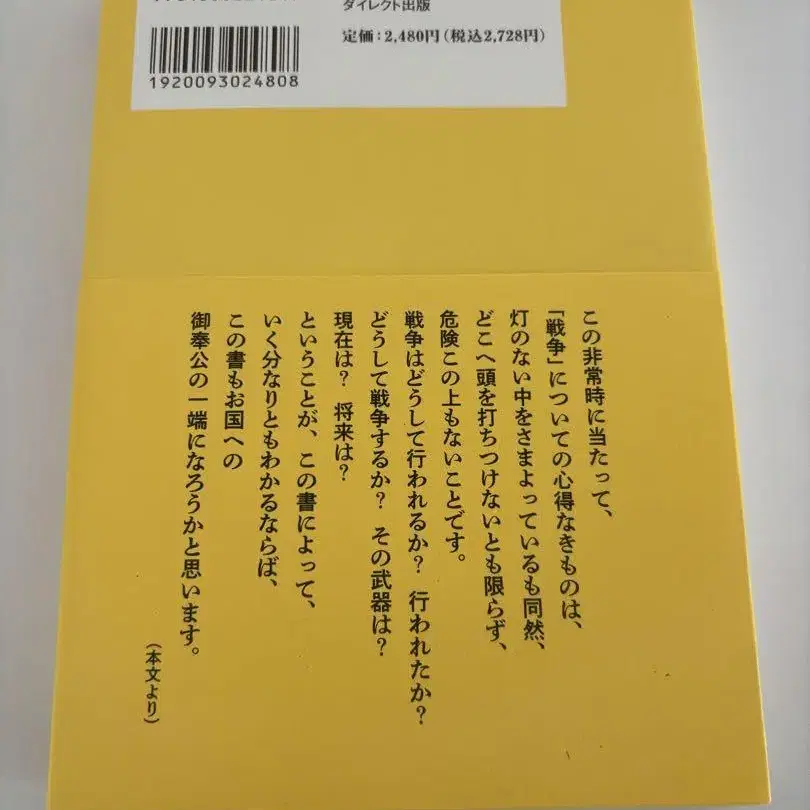 ダイレクト出版
定価:2,480円(税込2,728円)
1920093024808
この非常時に当たって、
「戦争」についての心得なきものは、
灯のない中をさまよっているも同然、
どこへ頭を打ちつけないとも限らず、
危険この上もないことです。
戦争はどうして行われるか? 行われたか?
どうして戦争するか? その武器は?
現在は? 将来は?
ということが、この書によって、
いく分なりともわかるならば、
この書もお国への
御奉公の一端になろうかと思います。
(本文より)